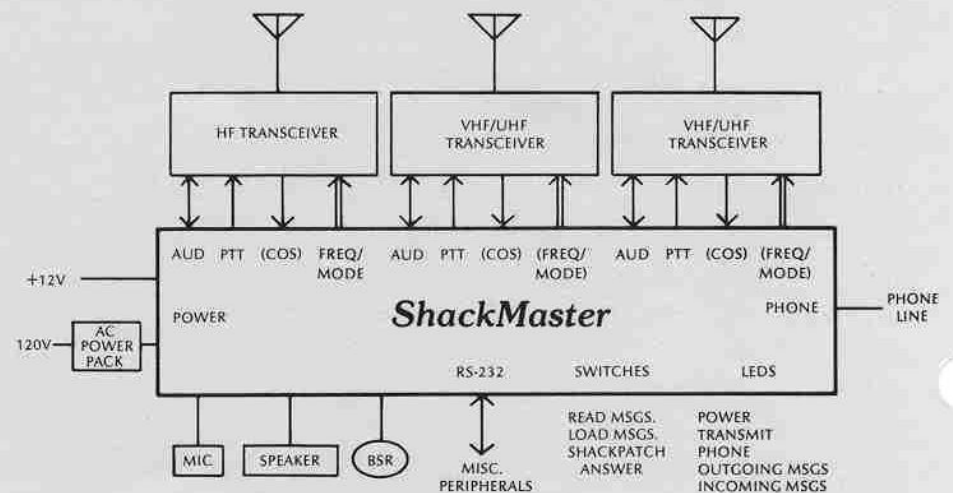 HF TRANSCEIVER
VHF/UHF
TRANSCEIVER
VHF/UHF
TRANSCEIVER
AUD PTT (COS) FREQ/
MODE
AUD PTT (COS) (FREQ/
MODE)
AUD PTT (COS) (FREQ/
MODE)
+12V
POWER
ShackMaster
PHONE
PHONE
LINE
120V
AC
POWER
PACK
RS-232
SWITCHES
LEDS
MIC
SPEAKER
BSR
MISC.
PERIPHERALS
READ MSGS.
LOAD MSGS.
SHACKPATCH
ANSWER
POWER
TRANSMIT
PHONE
OUTGOING MSGS
INCOMING MSGS